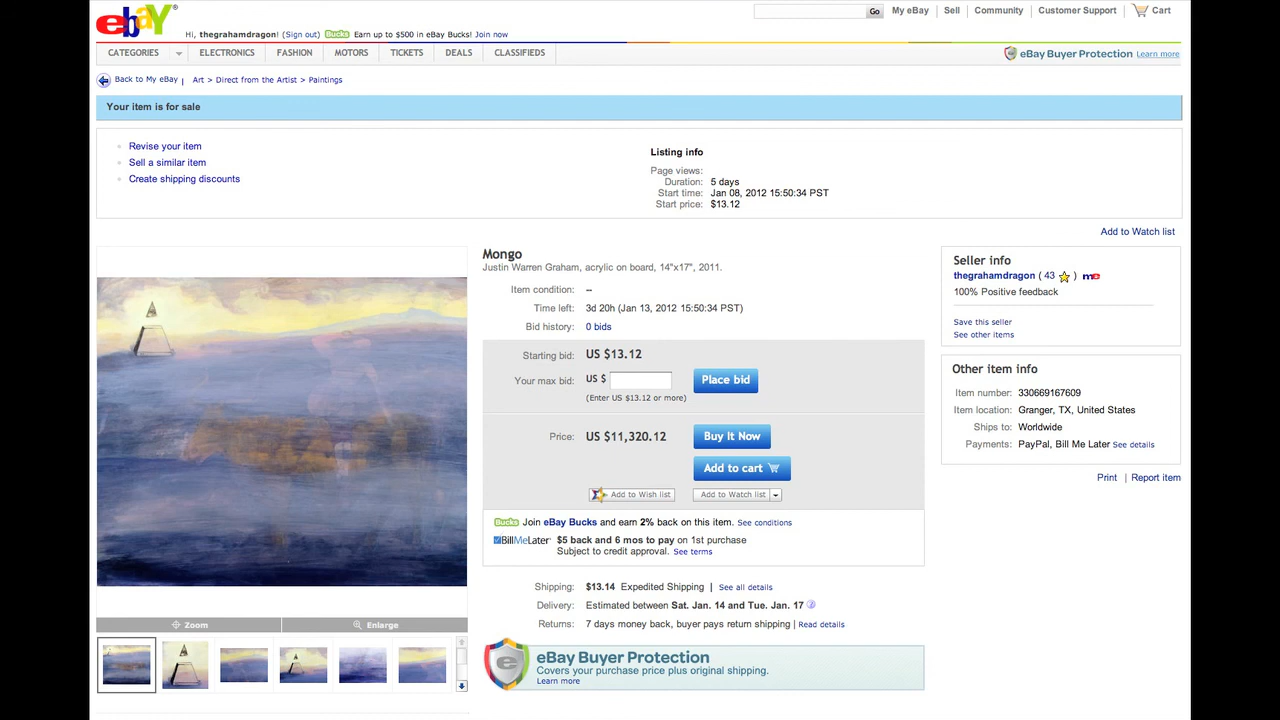 ebaY®
Go
My eBay | Sell | Community | Customer Support | Cart
Hi, thegrahamdragon! (Sign out) Bucks Earn up to $500 in eBay Bucks! Join now
CATEGORIES ELECTRONICS FASHION MOTORS TICKETS DEALS CLASSIFIEDS
eBay Buyer Protection Learn more
Back to My eBay | Art > Direct from the Artist > Paintings
Your item is for sale
Revise your item
Sell a similar item
Create shipping discounts
Listing info
Page views:
Duration: 5 days
Start time: Jan 08, 2012 15:50:34 PST
Start price: $13.12
Add to Watch list
Mongo
Justin Warren Graham, acrylic on board, 14"x17", 2011.
Item condition: --
Time left: 3d 20h (Jan 13, 2012 15:50:34 PST)
Bid history: 0 bids
Starting bid: US $13.12
Your max bid: US $
Place bid
(Enter US $13.12 or more)
Price: US $11,320.12
Buy It Now
Add to cart
Add to Wish list
Add to Watch list
Bucks Join eBay Bucks and earn 2% back on this item. See conditions
BillMeLater $5 back and 6 mos to pay on 1st purchase
Subject to credit approval. See terms
Shipping: $13.14 Expedited Shipping | See all details
Delivery: Estimated between Sat. Jan. 14 and Tue. Jan. 17
Returns: 7 days money back, buyer pays return shipping | Read details
e
eBay Buyer Protection
Covers your purchase price plus original shipping.
Learn more
Zoom
Enlarge
Seller info
thegrahamdragon ( 43 ) me
100% Positive feedback
Save this seller
See other items
Other item info
Item number: 330669167609
Item location: Granger, TX, United States
Ships to: Worldwide
Payments: PayPal, Bill Me Later See details
Print | Report item